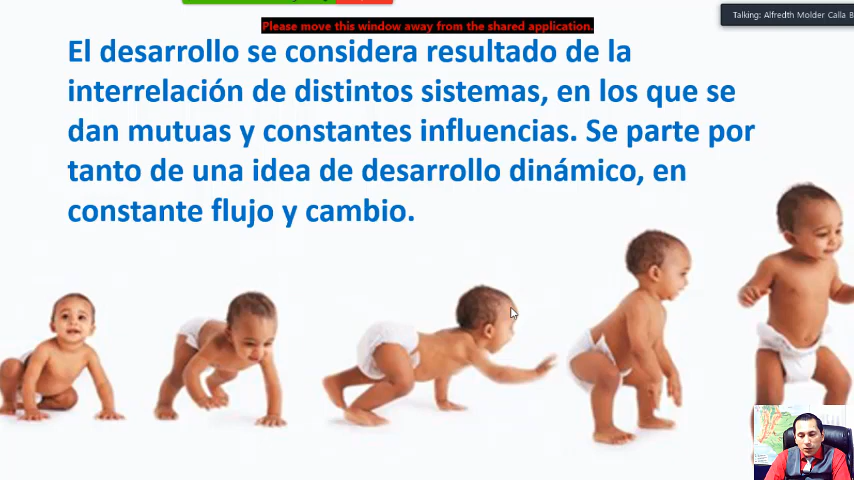 Please move this window away from the shared application.
Talking: Alfredth Molder Calla B
El desarrollo se considera resultado de la
interrelación de distintos sistemas, en los que se
dan mutuas y constantes influencias. Se parte por
tanto de una idea de desarrollo dinámico, en
constante flujo y cambio.